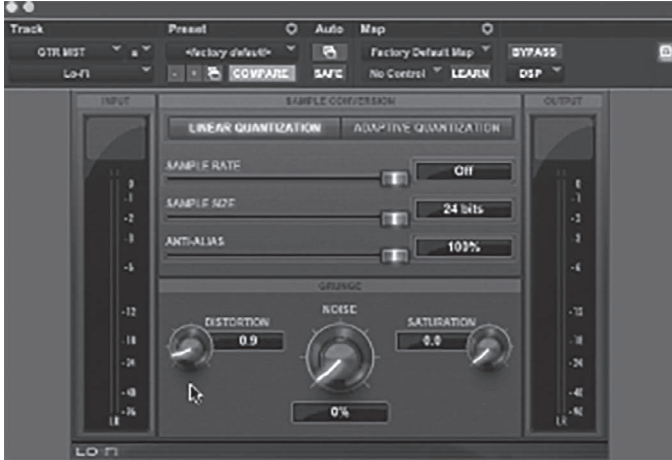 Track Preset Auto Map
GTR MST a <factory default> Factory Default Map BYPASS
Lo-Fi - + COMPARE SAFE No Control LEARN DSP
INPUT SAMPLE CONVERSION OUTPUT
LINEAR QUANTIZATION ADAPTIVE QUANTIZATION
SAMPLE RATE Off
SAMPLE SIZE 24 bits
ANTI-ALIAS 100%
GRUNGE
NOISE
DISTORTION SATURATION
0.9 0.0
0%
LR LR
LO-FI